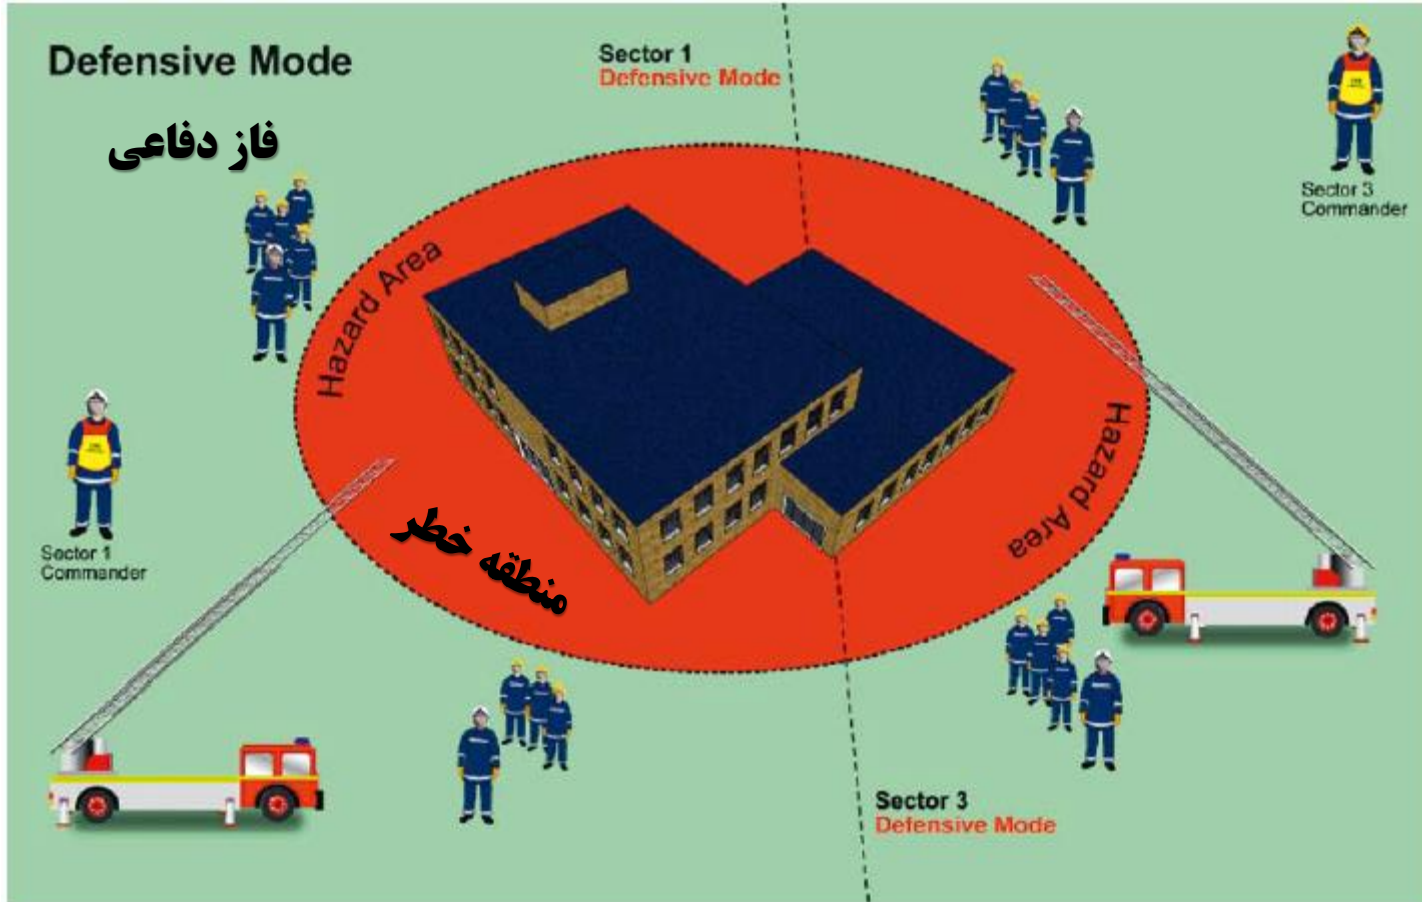 Defensive Mode
فاز دفاعی
Sector 1
Defensive Mode
Sector 3
Commander
Hazard Area
Hazard Area
منطقه خطر
Sector 1
Commander
Sector 3
Defensive Mode